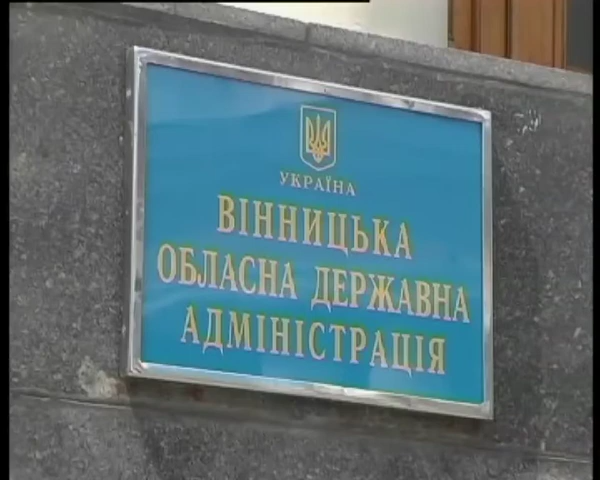 УКРАЇНА
ВІННИЦЬКА
ОБЛАСНА ДЕРЖАВНА
АДМІНІСТРАЦІЯ